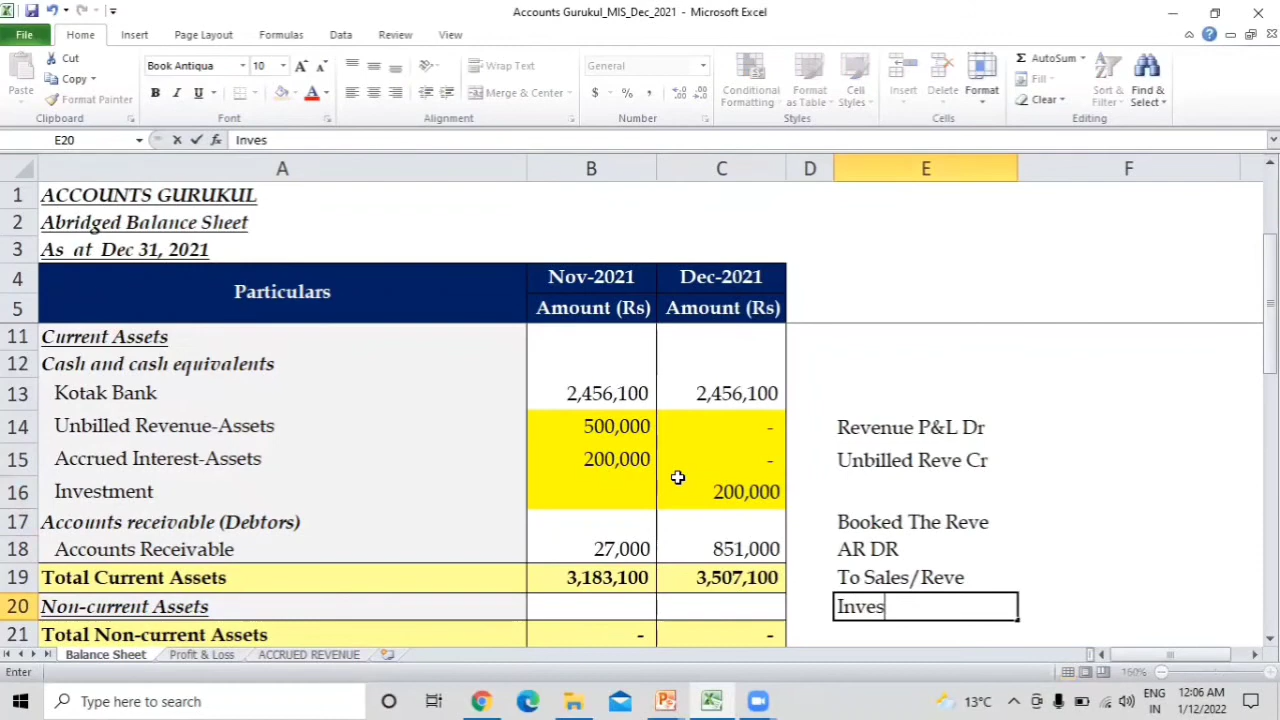 Accounts Gurukul_MIS_Dec_2021 - Microsoft Excel
File Home Insert Page Layout Formulas Data Review View
Cut
Copy
Format Painter
Paste
Clipboard
Book Antiqua 10
B I U
Font
Wrap Text
Merge & Center
Alignment
General
$ % ,
Number
Conditional Formatting
Format as Table
Cell Styles
Styles
Insert Delete Format
Cells
AutoSum
Fill
Clear
Sort & Filter
Find & Select
Editing
E20 fx Inves
A B C D E F
1 ACCOUNTS GURUKUL
2 Abridged Balance Sheet
3 As at Dec 31, 2021
4 Particulars Nov-2021 Dec-2021
5 Amount (Rs) Amount (Rs)
11 Current Assets
12 Cash and cash equivalents
13 Kotak Bank 2,456,100 2,456,100
14 Unbilled Revenue-Assets 500,000 - Revenue P&L Dr
15 Accrued Interest-Assets 200,000 - Unbilled Reve Cr
16 Investment 200,000
17 Accounts receivable (Debtors) Booked The Reve
18 Accounts Receivable 27,000 851,000 AR DR
19 Total Current Assets 3,183,100 3,507,100 To Sales/Reve
20 Non-current Assets Inves
21 Total Non-current Assets - -
Balance Sheet Profit & Loss ACCRUED REVENUE
Enter 160%
Type here to search 13°C ENG 12:06 AM
IN 1/12/2022